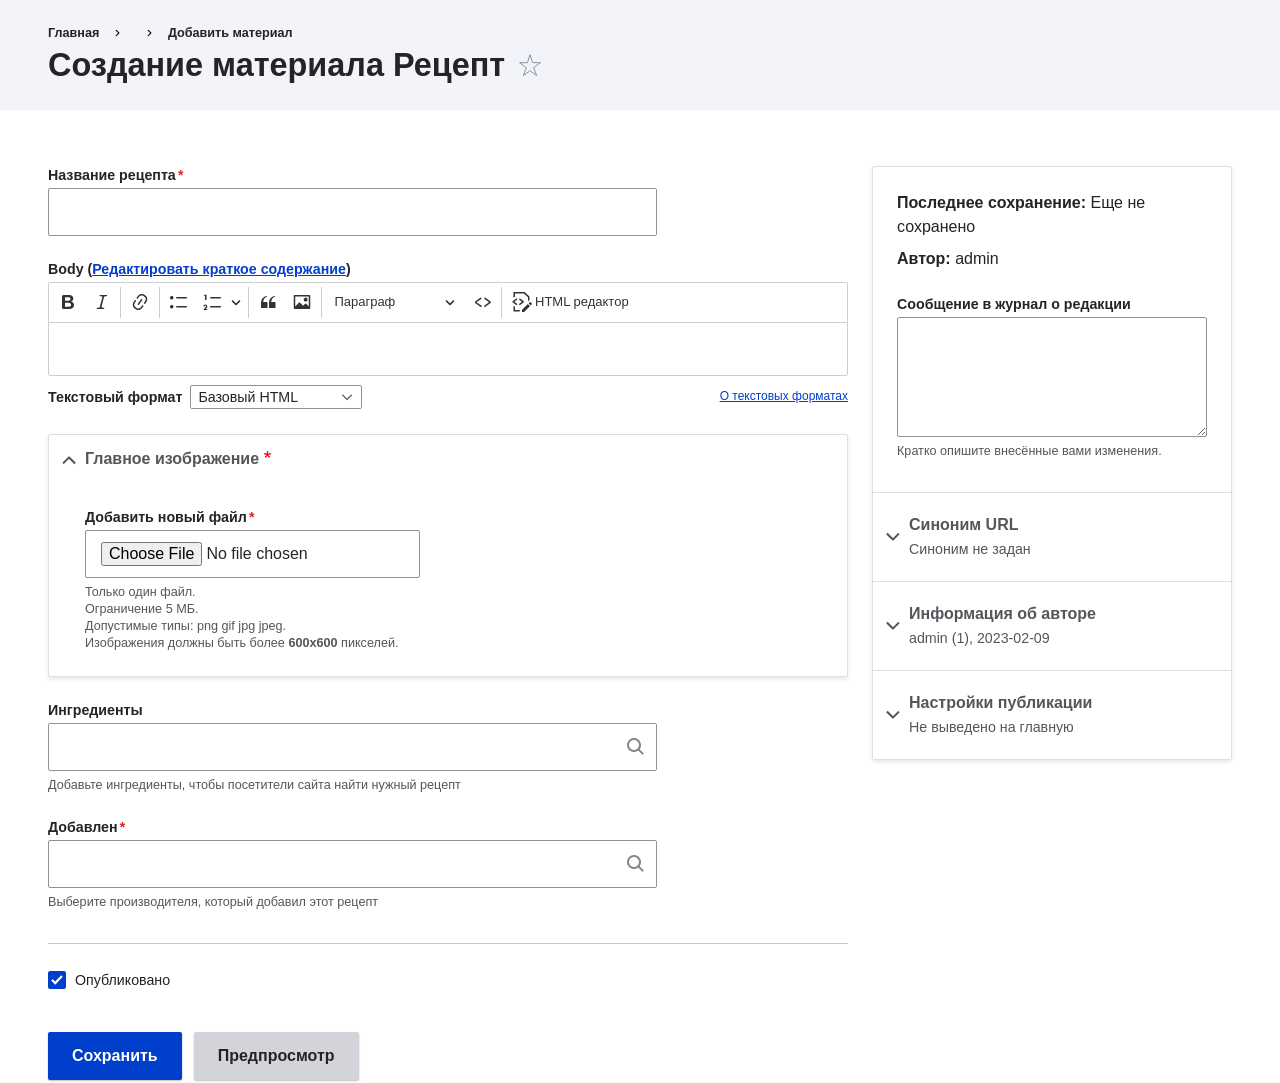 Главная
Добавить материал
Создание материала Рецепт
Название рецепта *
Body (Редактировать краткое содержание)
Параграф
HTML редактор
Текстовый формат
Базовый HTML
О текстовых форматах
Главное изображение *
Добавить новый файл *
Choose File No file chosen
Только один файл.
Ограничение 5 МБ.
Допустимые типы: png gif jpg jpeg.
Изображения должны быть более 600x600 пикселей.
Ингредиенты
Добавьте ингредиенты, чтобы посетители сайта найти нужный рецепт
Добавлен *
Выберите производителя, который добавил этот рецепт
Опубликовано
Сохранить
Предпросмотр
Последнее сохранение: Еще не
сохранено
Автор: admin
Сообщение в журнал о редакции
Кратко опишите внесённые вами изменения.
Синоним URL
Синоним не задан
Информация об авторе
admin (1), 2023-02-09
Настройки публикации
Не выведено на главную